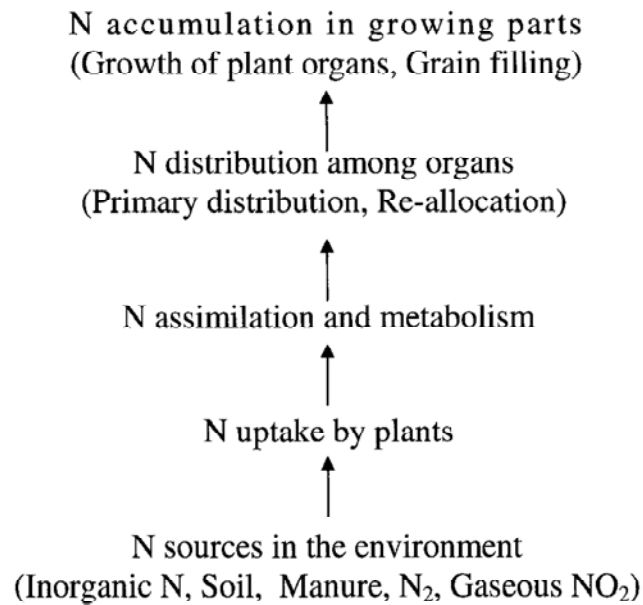 N accumulation in growing parts
(Growth of plant organs, Grain filling)
N distribution among organs
(Primary distribution, Re-allocation)
N assimilation and metabolism
N uptake by plants
N sources in the environment
(Inorganic N, Soil, Manure, N₂, Gaseous NO₂)